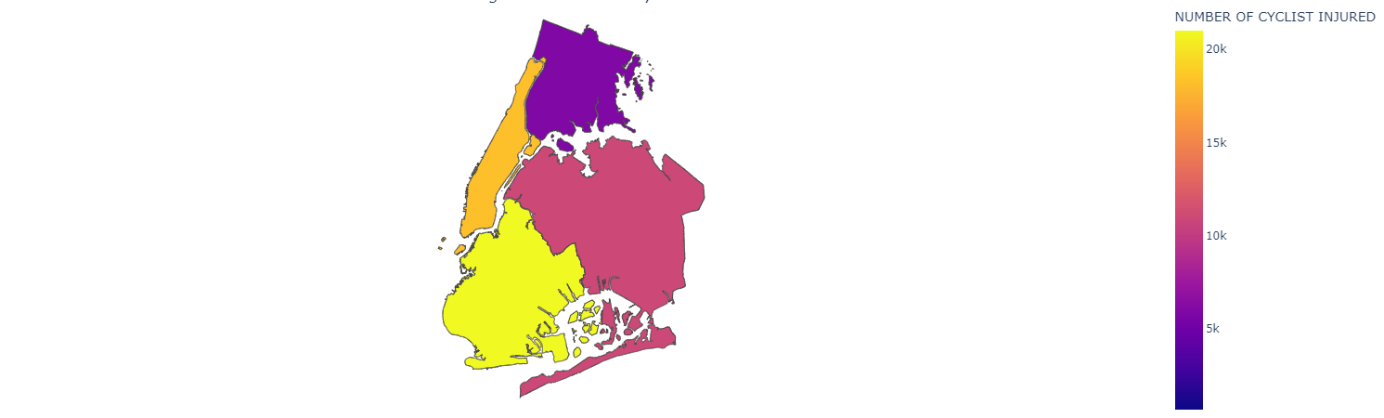 NUMBER OF CYCLIST INJURED
20k
15k
10k
5k